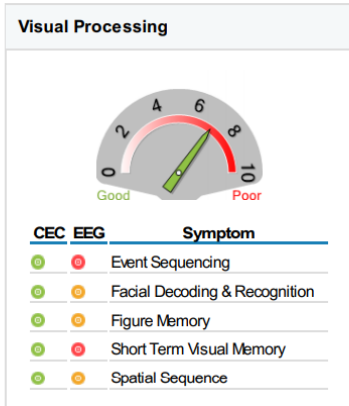 Visual Processing
0 2 4 6 8 10
Good Poor
CEC EEG Symptom
Event Sequencing
Facial Decoding & Recognition
Figure Memory
Short Term Visual Memory
Spatial Sequence